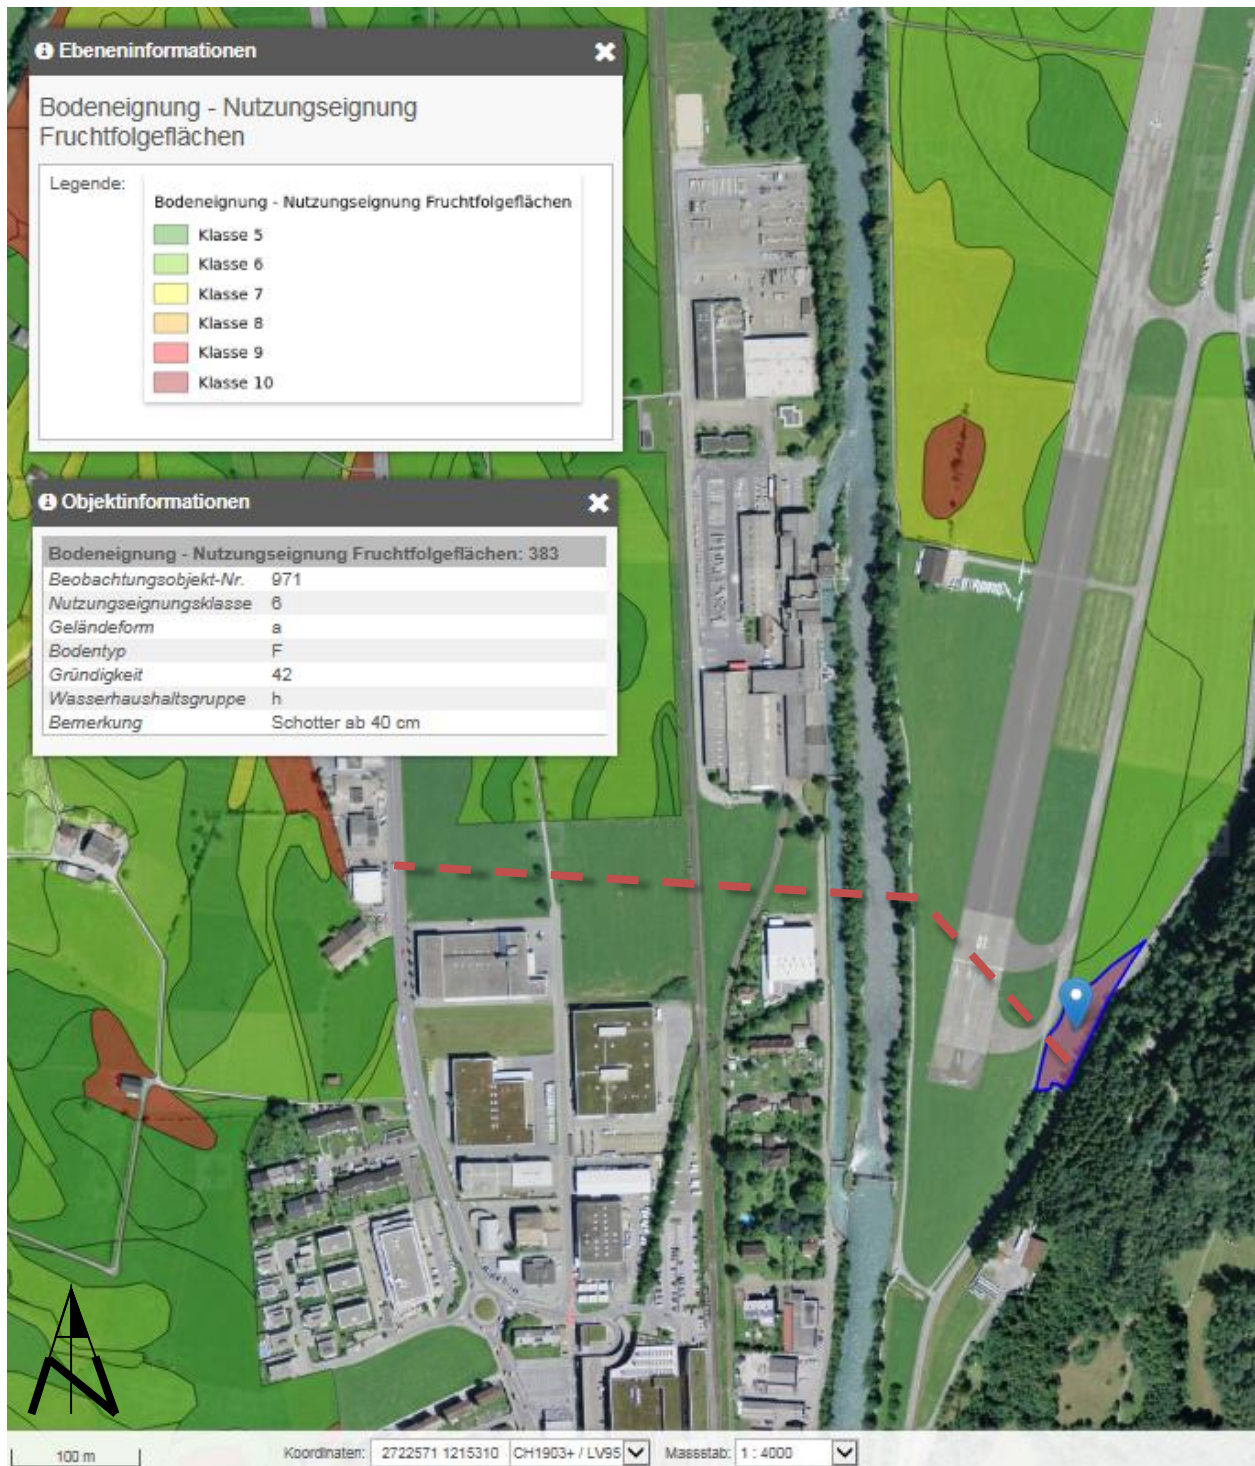 Ebeneninformationen
Bodeneignung - Nutzungseignung
Fruchtfolgeflächen
Legende:
Bodeneignung - Nutzungseignung Fruchtfolgeflächen
Klasse 5
Klasse 6
Klasse 7
Klasse 8
Klasse 9
Klasse 10
Objektinformationen
Bodeneignung - Nutzungseignung Fruchtfolgeflächen: 383
Beobachtungsobjekt-Nr. 971
Nutzungseignungsklasse 6
Geländeform a
Bodentyp F
Gründigkeit 42
Wasserhaushaltsgruppe h
Bemerkung Schotter ab 40 cm
N
100 m
Koordinaten: 2722571 1215310 CH1903+ / LV95 Massstab: 1 : 4000